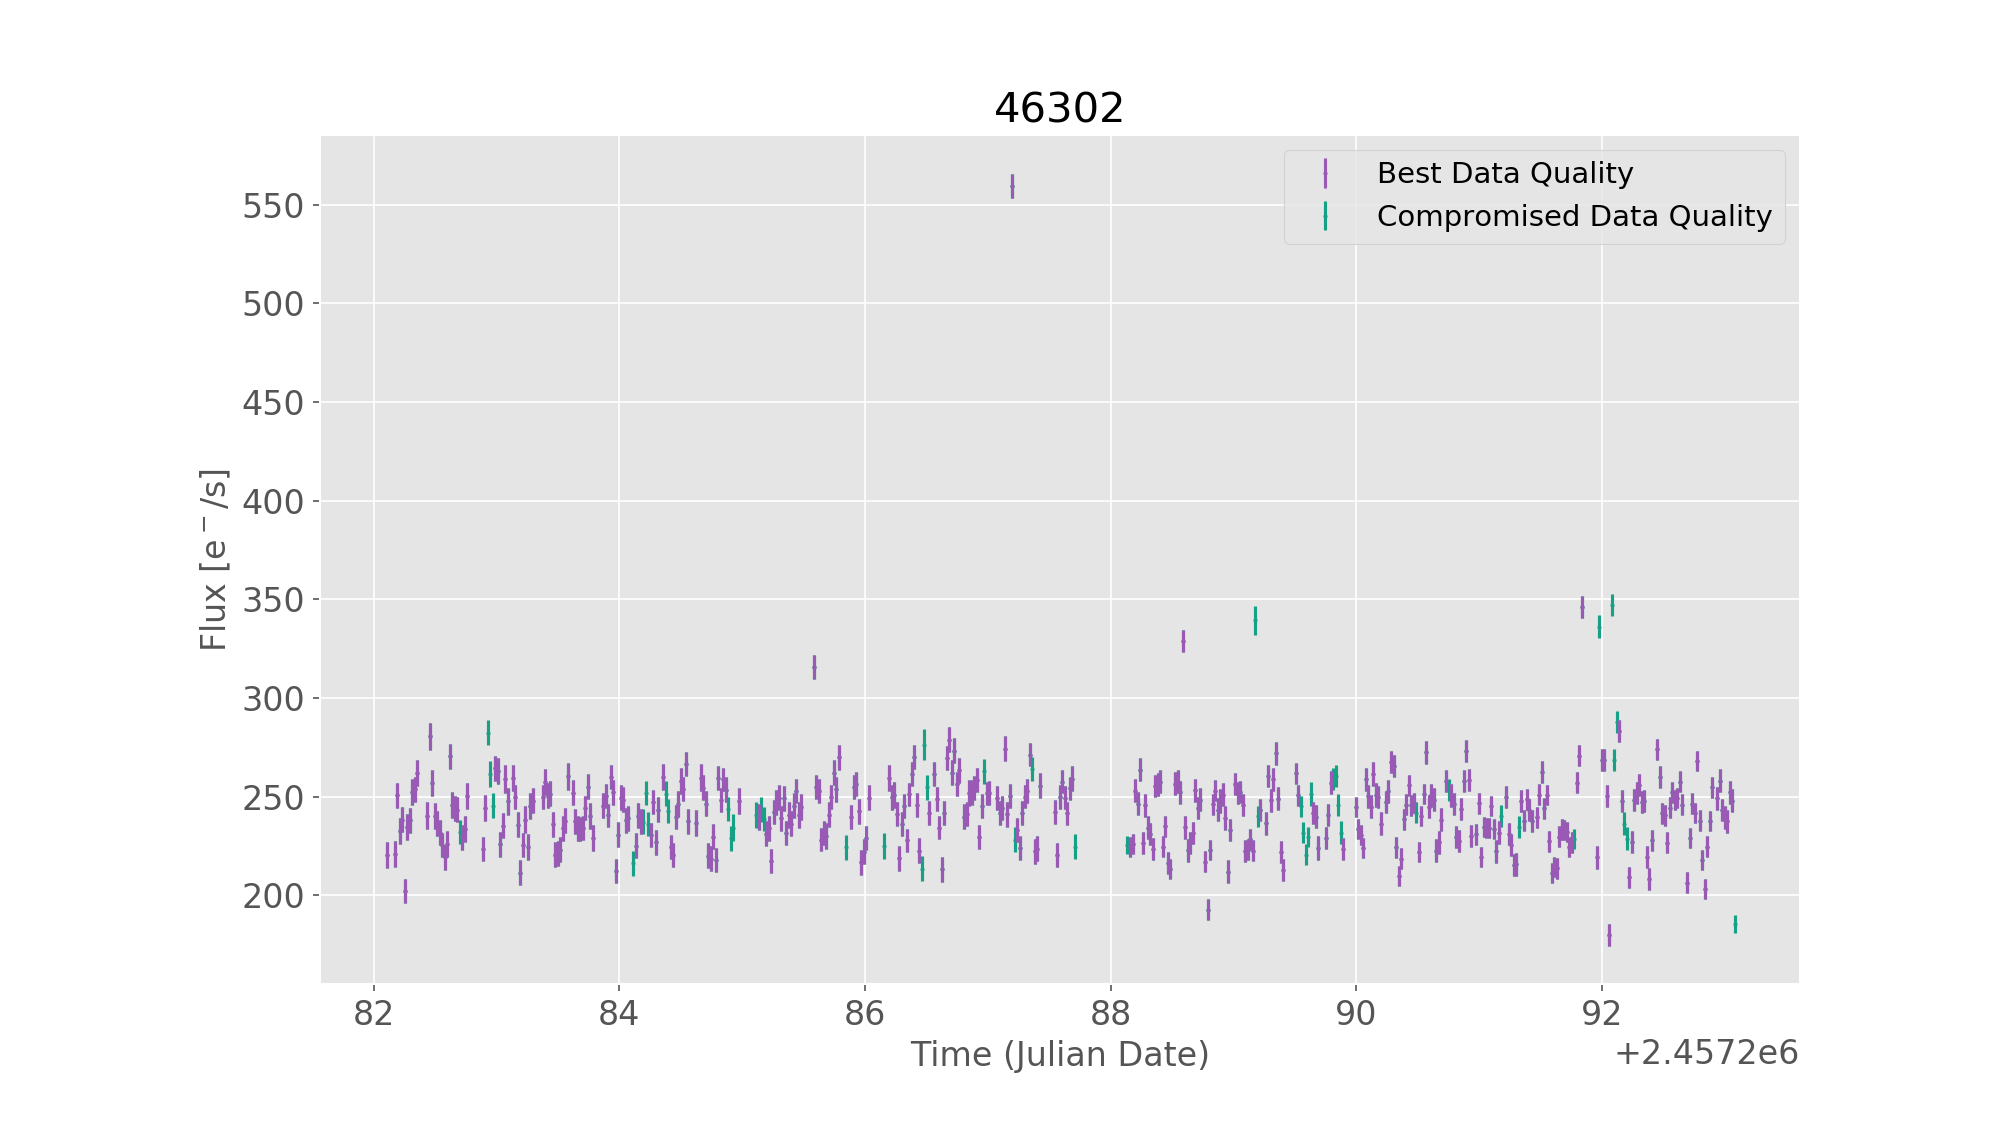 46302
Best Data Quality
Compromised Data Quality
550
500
450
400
350
300
250
200
Flux [e⁻/s]
82 84 86 88 90 92
Time (Julian Date)
+2.4572e6